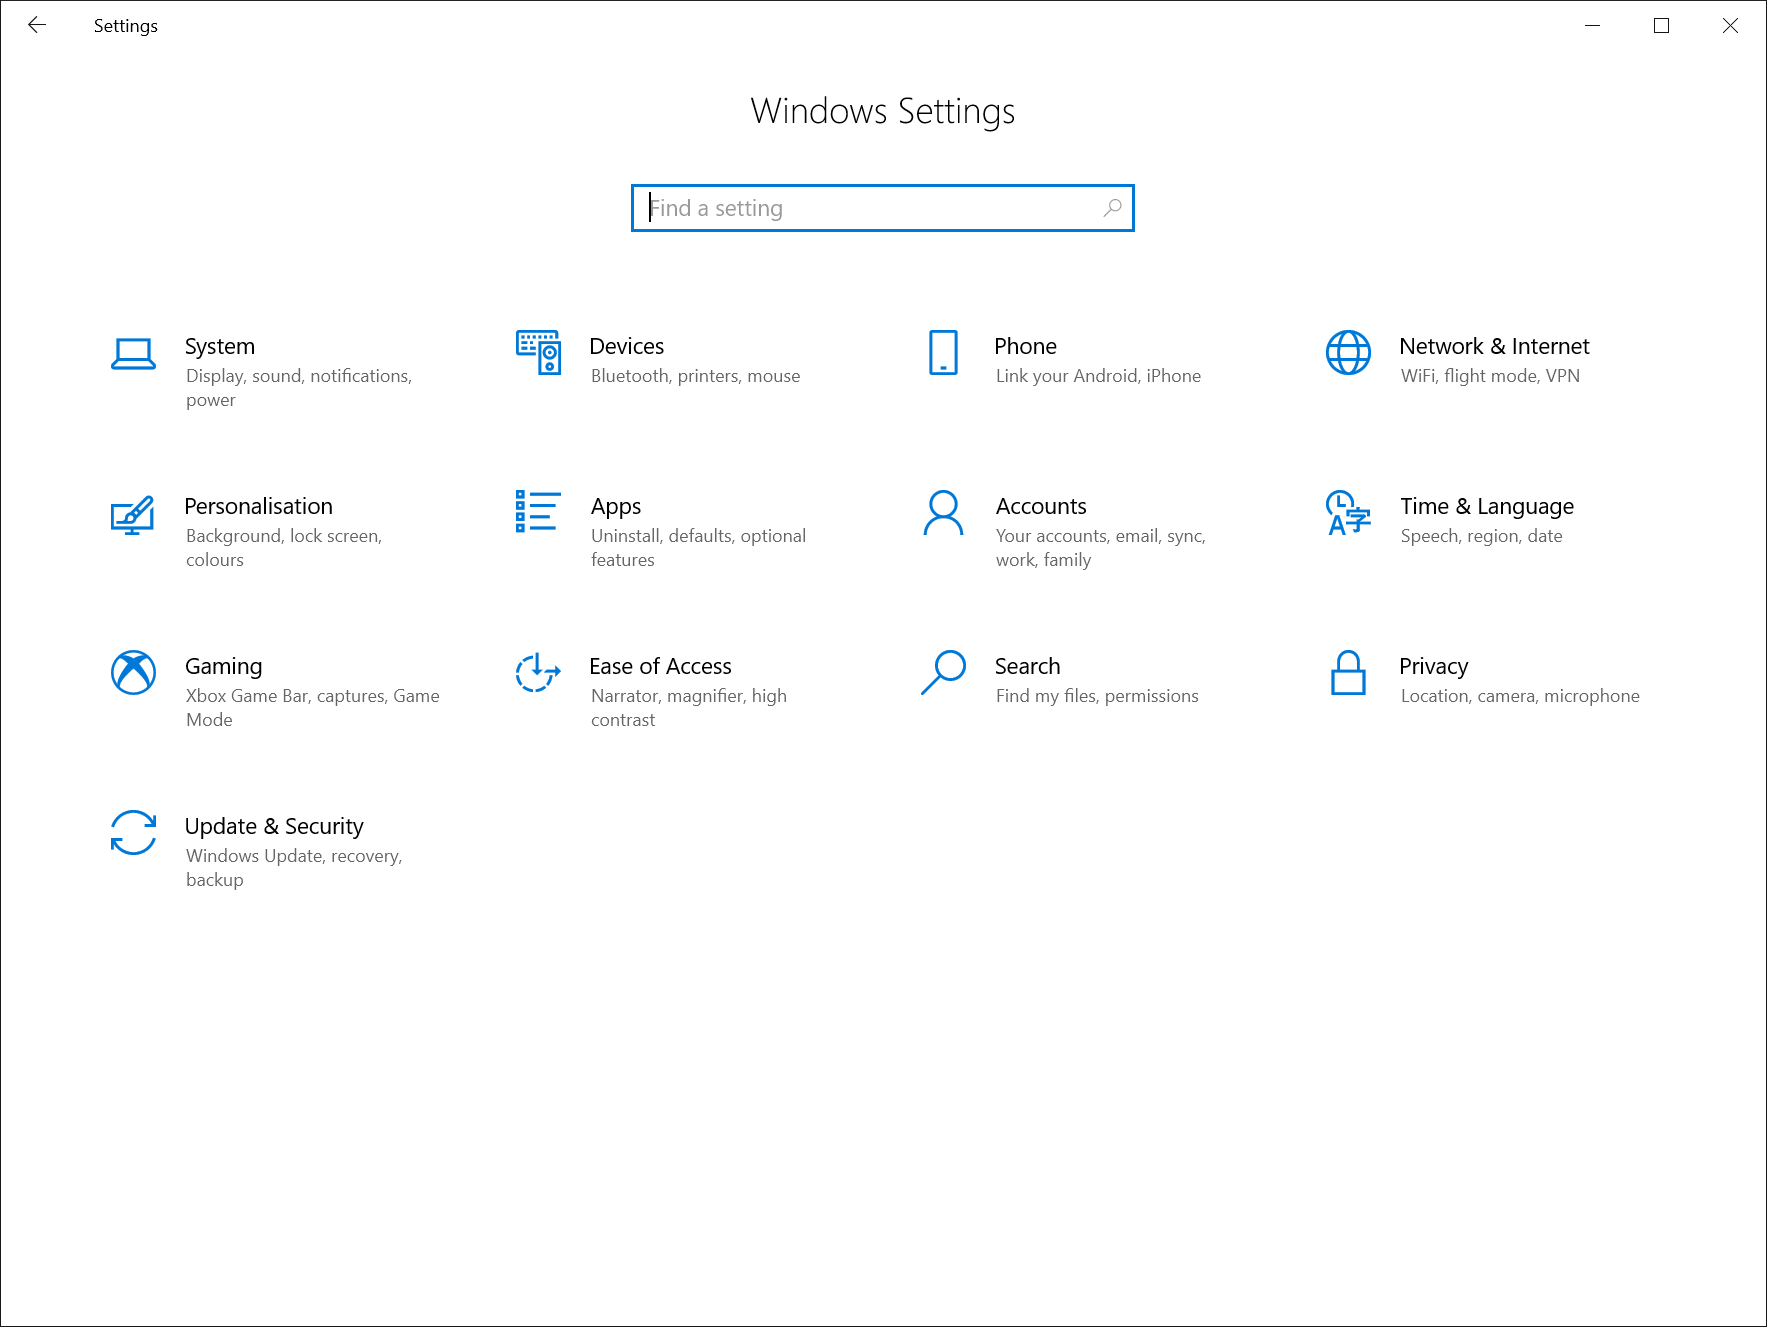 Settings
Windows Settings
Find a setting
System
Display, sound, notifications,
power
Devices
Bluetooth, printers, mouse
Phone
Link your Android, iPhone
Network & Internet
WiFi, flight mode, VPN
Personalisation
Background, lock screen,
colours
Apps
Uninstall, defaults, optional
features
Accounts
Your accounts, email, sync,
work, family
Time & Language
Speech, region, date
Gaming
Xbox Game Bar, captures, Game
Mode
Ease of Access
Narrator, magnifier, high
contrast
Search
Find my files, permissions
Privacy
Location, camera, microphone
Update & Security
Windows Update, recovery,
backup